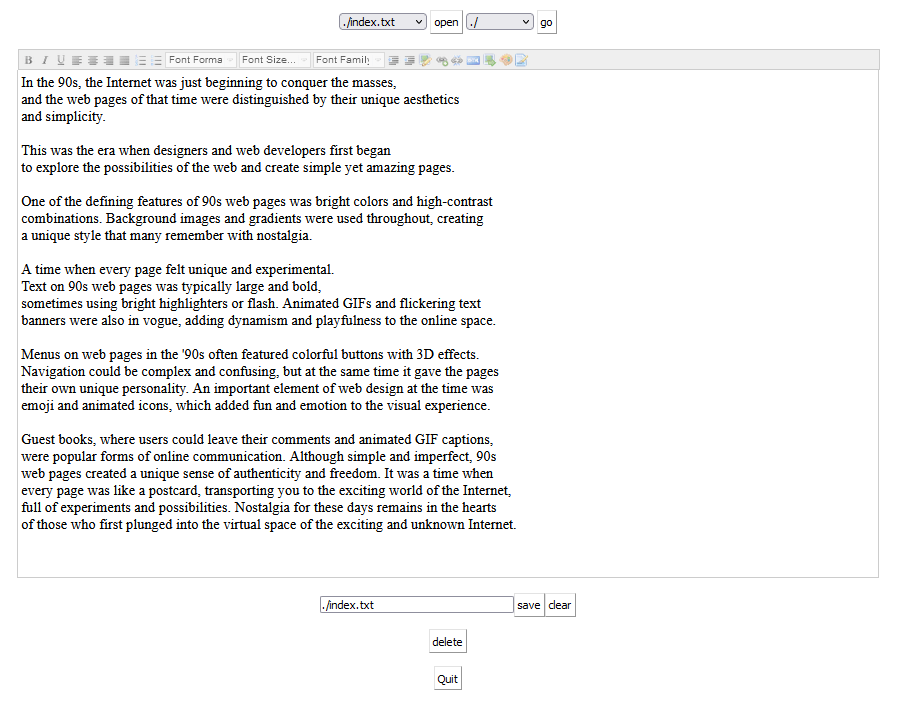 ./index.txt open ./ go
B I U Font Forma Font Size... Font Family
In the 90s, the Internet was just beginning to conquer the masses,
and the web pages of that time were distinguished by their unique aesthetics
and simplicity.
This was the era when designers and web developers first began
to explore the possibilities of the web and create simple yet amazing pages.
One of the defining features of 90s web pages was bright colors and high-contrast
combinations. Background images and gradients were used throughout, creating
a unique style that many remember with nostalgia.
A time when every page felt unique and experimental.
Text on 90s web pages was typically large and bold,
sometimes using bright highlighters or flash. Animated GIFs and flickering text
banners were also in vogue, adding dynamism and playfulness to the online space.
Menus on web pages in the '90s often featured colorful buttons with 3D effects.
Navigation could be complex and confusing, but at the same time it gave the pages
their own unique personality. An important element of web design at the time was
emoji and animated icons, which added fun and emotion to the visual experience.
Guest books, where users could leave their comments and animated GIF captions,
were popular forms of online communication. Although simple and imperfect, 90s
web pages created a unique sense of authenticity and freedom. It was a time when
every page was like a postcard, transporting you to the exciting world of the Internet,
full of experiments and possibilities. Nostalgia for these days remains in the hearts
of those who first plunged into the virtual space of the exciting and unknown Internet.
./index.txt save clear
delete
Quit